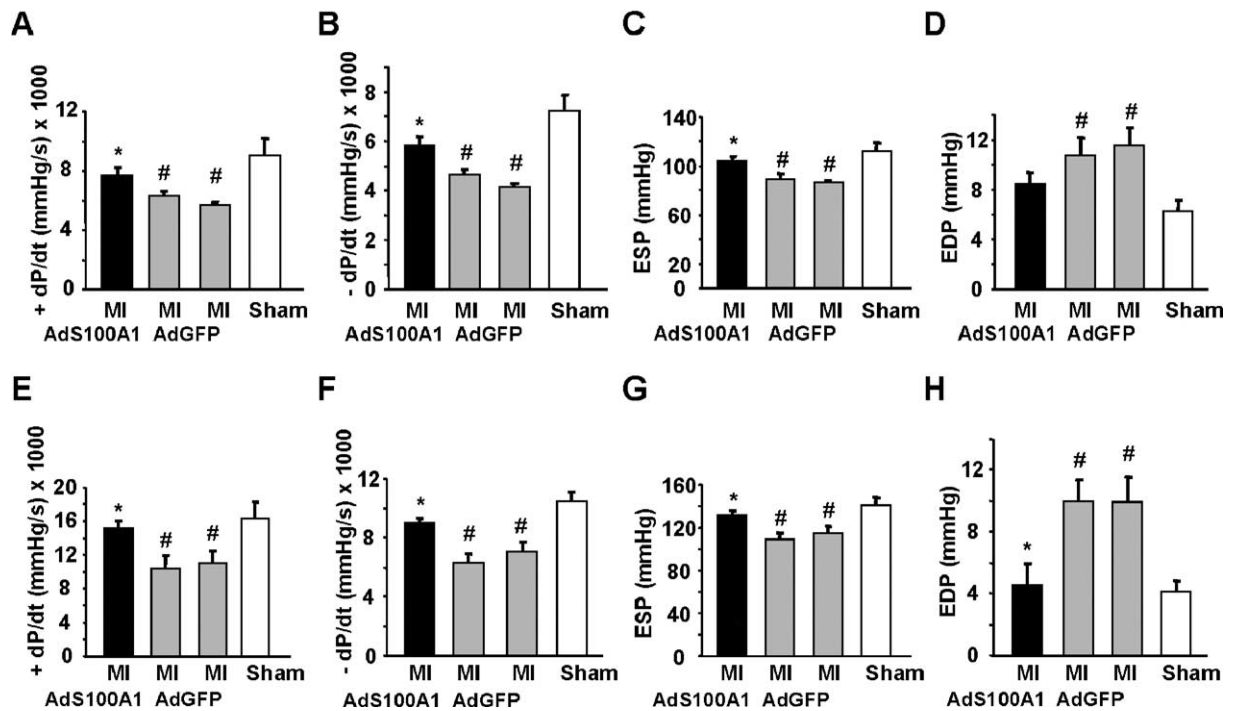 A
B
C
D
+ dP/dt (mmHg/s) x 1000
12
8
4
0
*
#
#
MI MI MI Sham
AdS100A1 AdGFP
- dP/dt (mmHg/s) x 1000
8
6
4
2
0
*
#
#
MI MI MI Sham
AdS100A1 AdGFP
ESP (mmHg)
140
100
60
20
0
*
#
#
MI MI MI Sham
AdS100A1 AdGFP
EDP (mmHg)
12
8
4
0
#
#
MI MI MI Sham
AdS100A1 AdGFP
E
F
G
H
+ dP/dt (mmHg/s) x 1000
20
16
12
8
4
0
*
#
#
MI MI MI Sham
AdS100A1 AdGFP
- dP/dt (mmHg/s) x 1000
12
8
4
0
*
#
#
MI MI MI Sham
AdS100A1 AdGFP
ESP (mmHg)
160
120
80
40
0
*
#
#
MI MI MI Sham
AdS100A1 AdGFP
EDP (mmHg)
12
8
4
0
*
#
#
MI MI MI Sham
AdS100A1 AdGFP